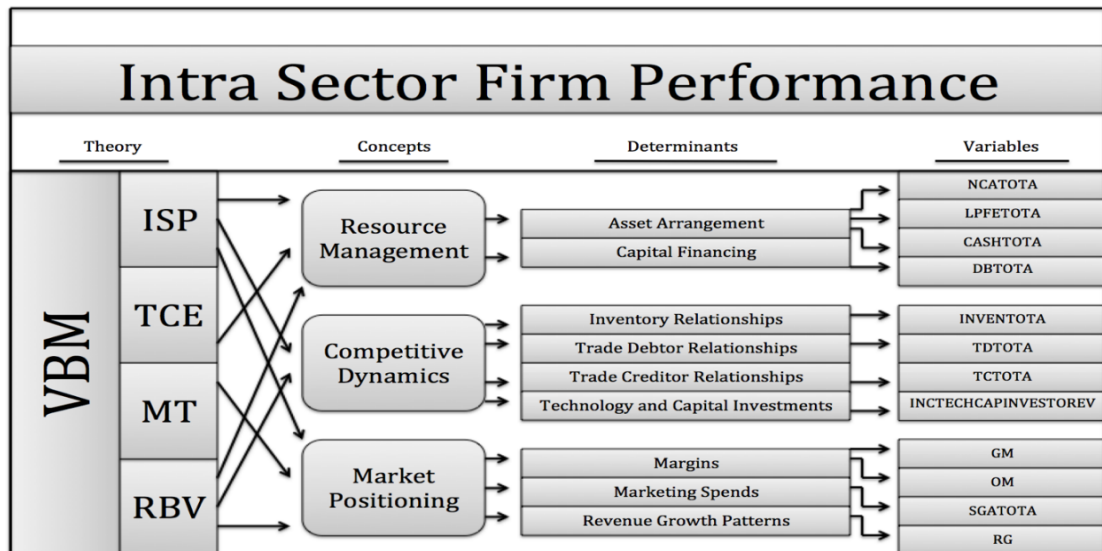 Intra Sector Firm Performance
Theory
Concepts
Determinants
Variables
VBM
ISP
TCE
MT
RBV
Resource
Management
Competitive
Dynamics
Market
Positioning
Asset Arrangement
Capital Financing
Inventory Relationships
Trade Debtor Relationships
Trade Creditor Relationships
Technology and Capital Investments
Margins
Marketing Spends
Revenue Growth Patterns
NCATOTA
LPFETOTA
CASHTOTA
DBTOTA
INVENTOTA
TDTOTA
TCTOTA
INCTECHCAPINVESTOREV
GM
OM
SGATOTA
RG